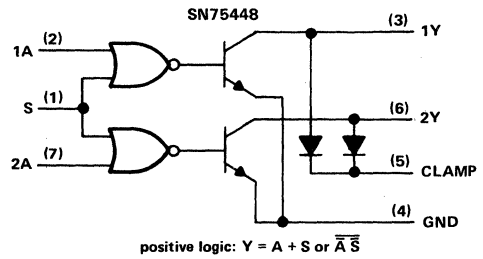 SN75448
(3)
1Y
1A
(2)
S
(1)
(6)
2Y
2A
(7)
(5)
CLAMP
(4)
GND
positive logic: Y = A + S or A̅ S̅